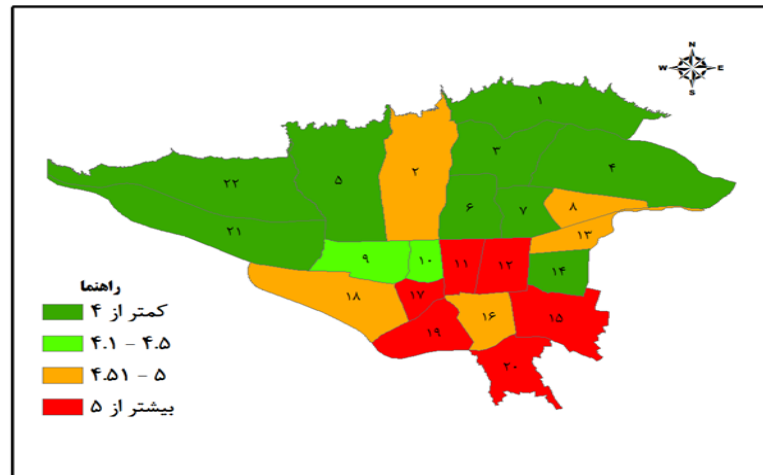 N
W E
S
۱
۳
۴
۲
۵
۲۲
۶
۷
۸
۲۱
۱۳
۹
۱۰
۱۱
۱۲
۱۴
۱۸
۱۷
۱۶
۱۵
۱۹
۲۰
راهنما
کمتر از ۴
۴.۱ – ۴.۵
۴.۵۱ – ۵
بیشتر از ۵